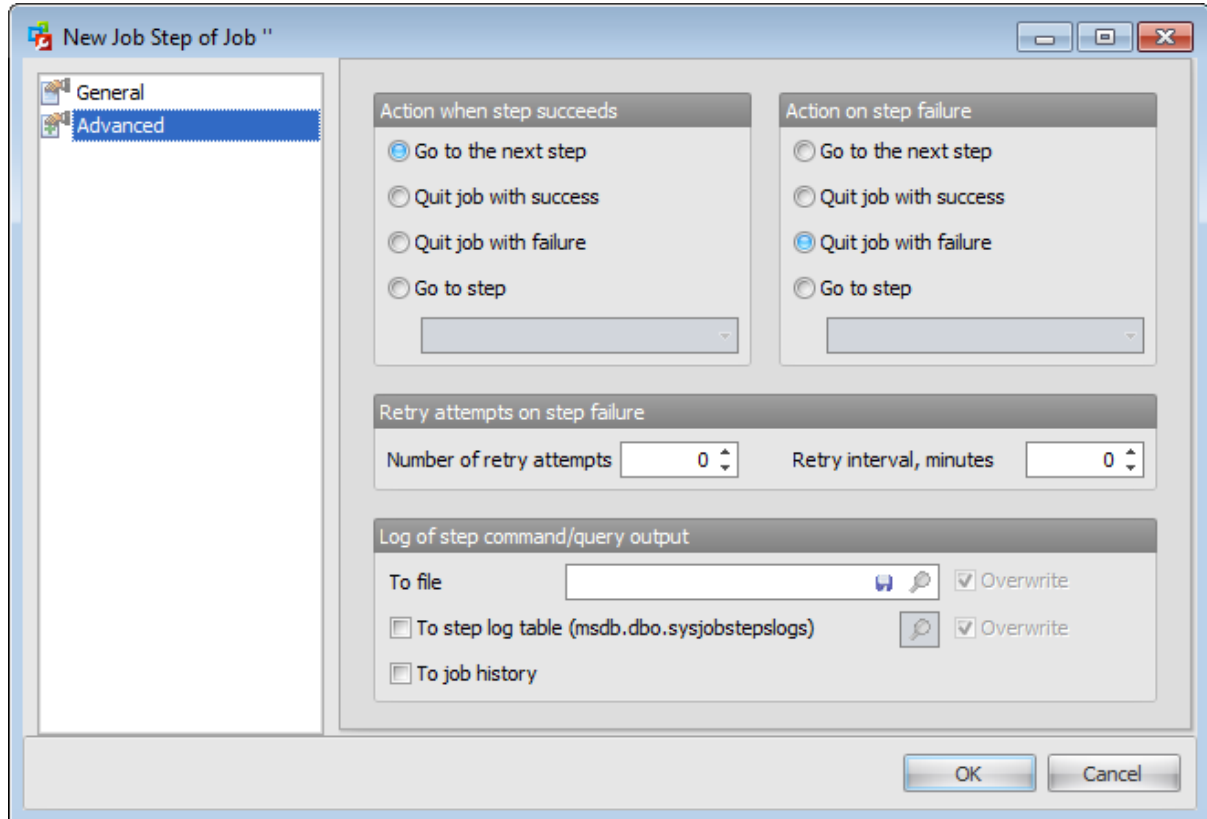 New Job Step of Job ''
General
Advanced
Action when step succeeds
Go to the next step
Quit job with success
Quit job with failure
Go to step
Action on step failure
Go to the next step
Quit job with success
Quit job with failure
Go to step
Retry attempts on step failure
Number of retry attempts 0 Retry interval, minutes 0
Log of step command/query output
To file Overwrite
To step log table (msdb.dbo.sysjobstepslogs) Overwrite
To job history
OK Cancel